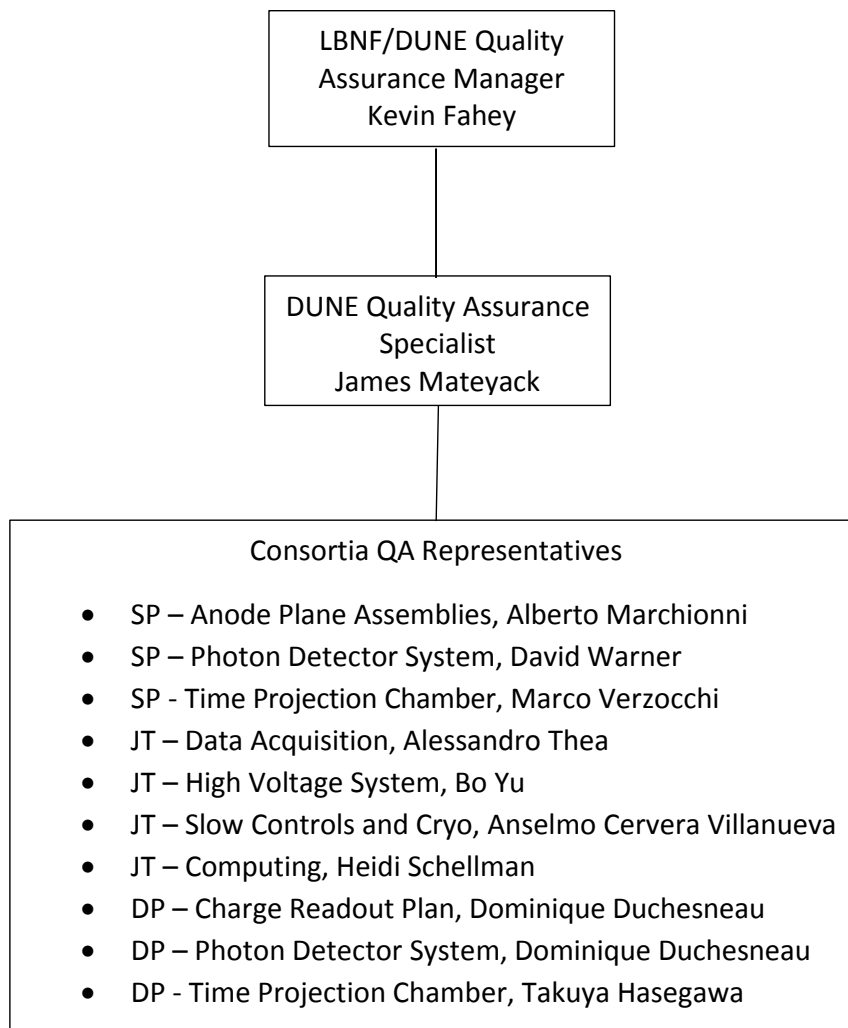 LBNF/DUNE Quality
Assurance Manager
Kevin Fahey
DUNE Quality Assurance
Specialist
James Mateyack
Consortia QA Representatives
• SP – Anode Plane Assemblies, Alberto Marchionni
• SP – Photon Detector System, David Warner
• SP - Time Projection Chamber, Marco Verzocchi
• JT – Data Acquisition, Alessandro Thea
• JT – High Voltage System, Bo Yu
• JT – Slow Controls and Cryo, Anselmo Cervera Villanueva
• JT – Computing, Heidi Schellman
• DP – Charge Readout Plan, Dominique Duchesneau
• DP – Photon Detector System, Dominique Duchesneau
• DP - Time Projection Chamber, Takuya Hasegawa